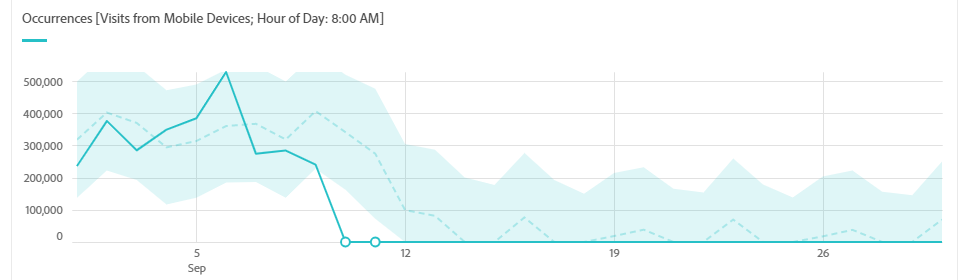 Occurrences [Visits from Mobile Devices; Hour of Day: 8:00 AM]
500,000
400,000
300,000
200,000
100,000
0
5 12 19 26
Sep